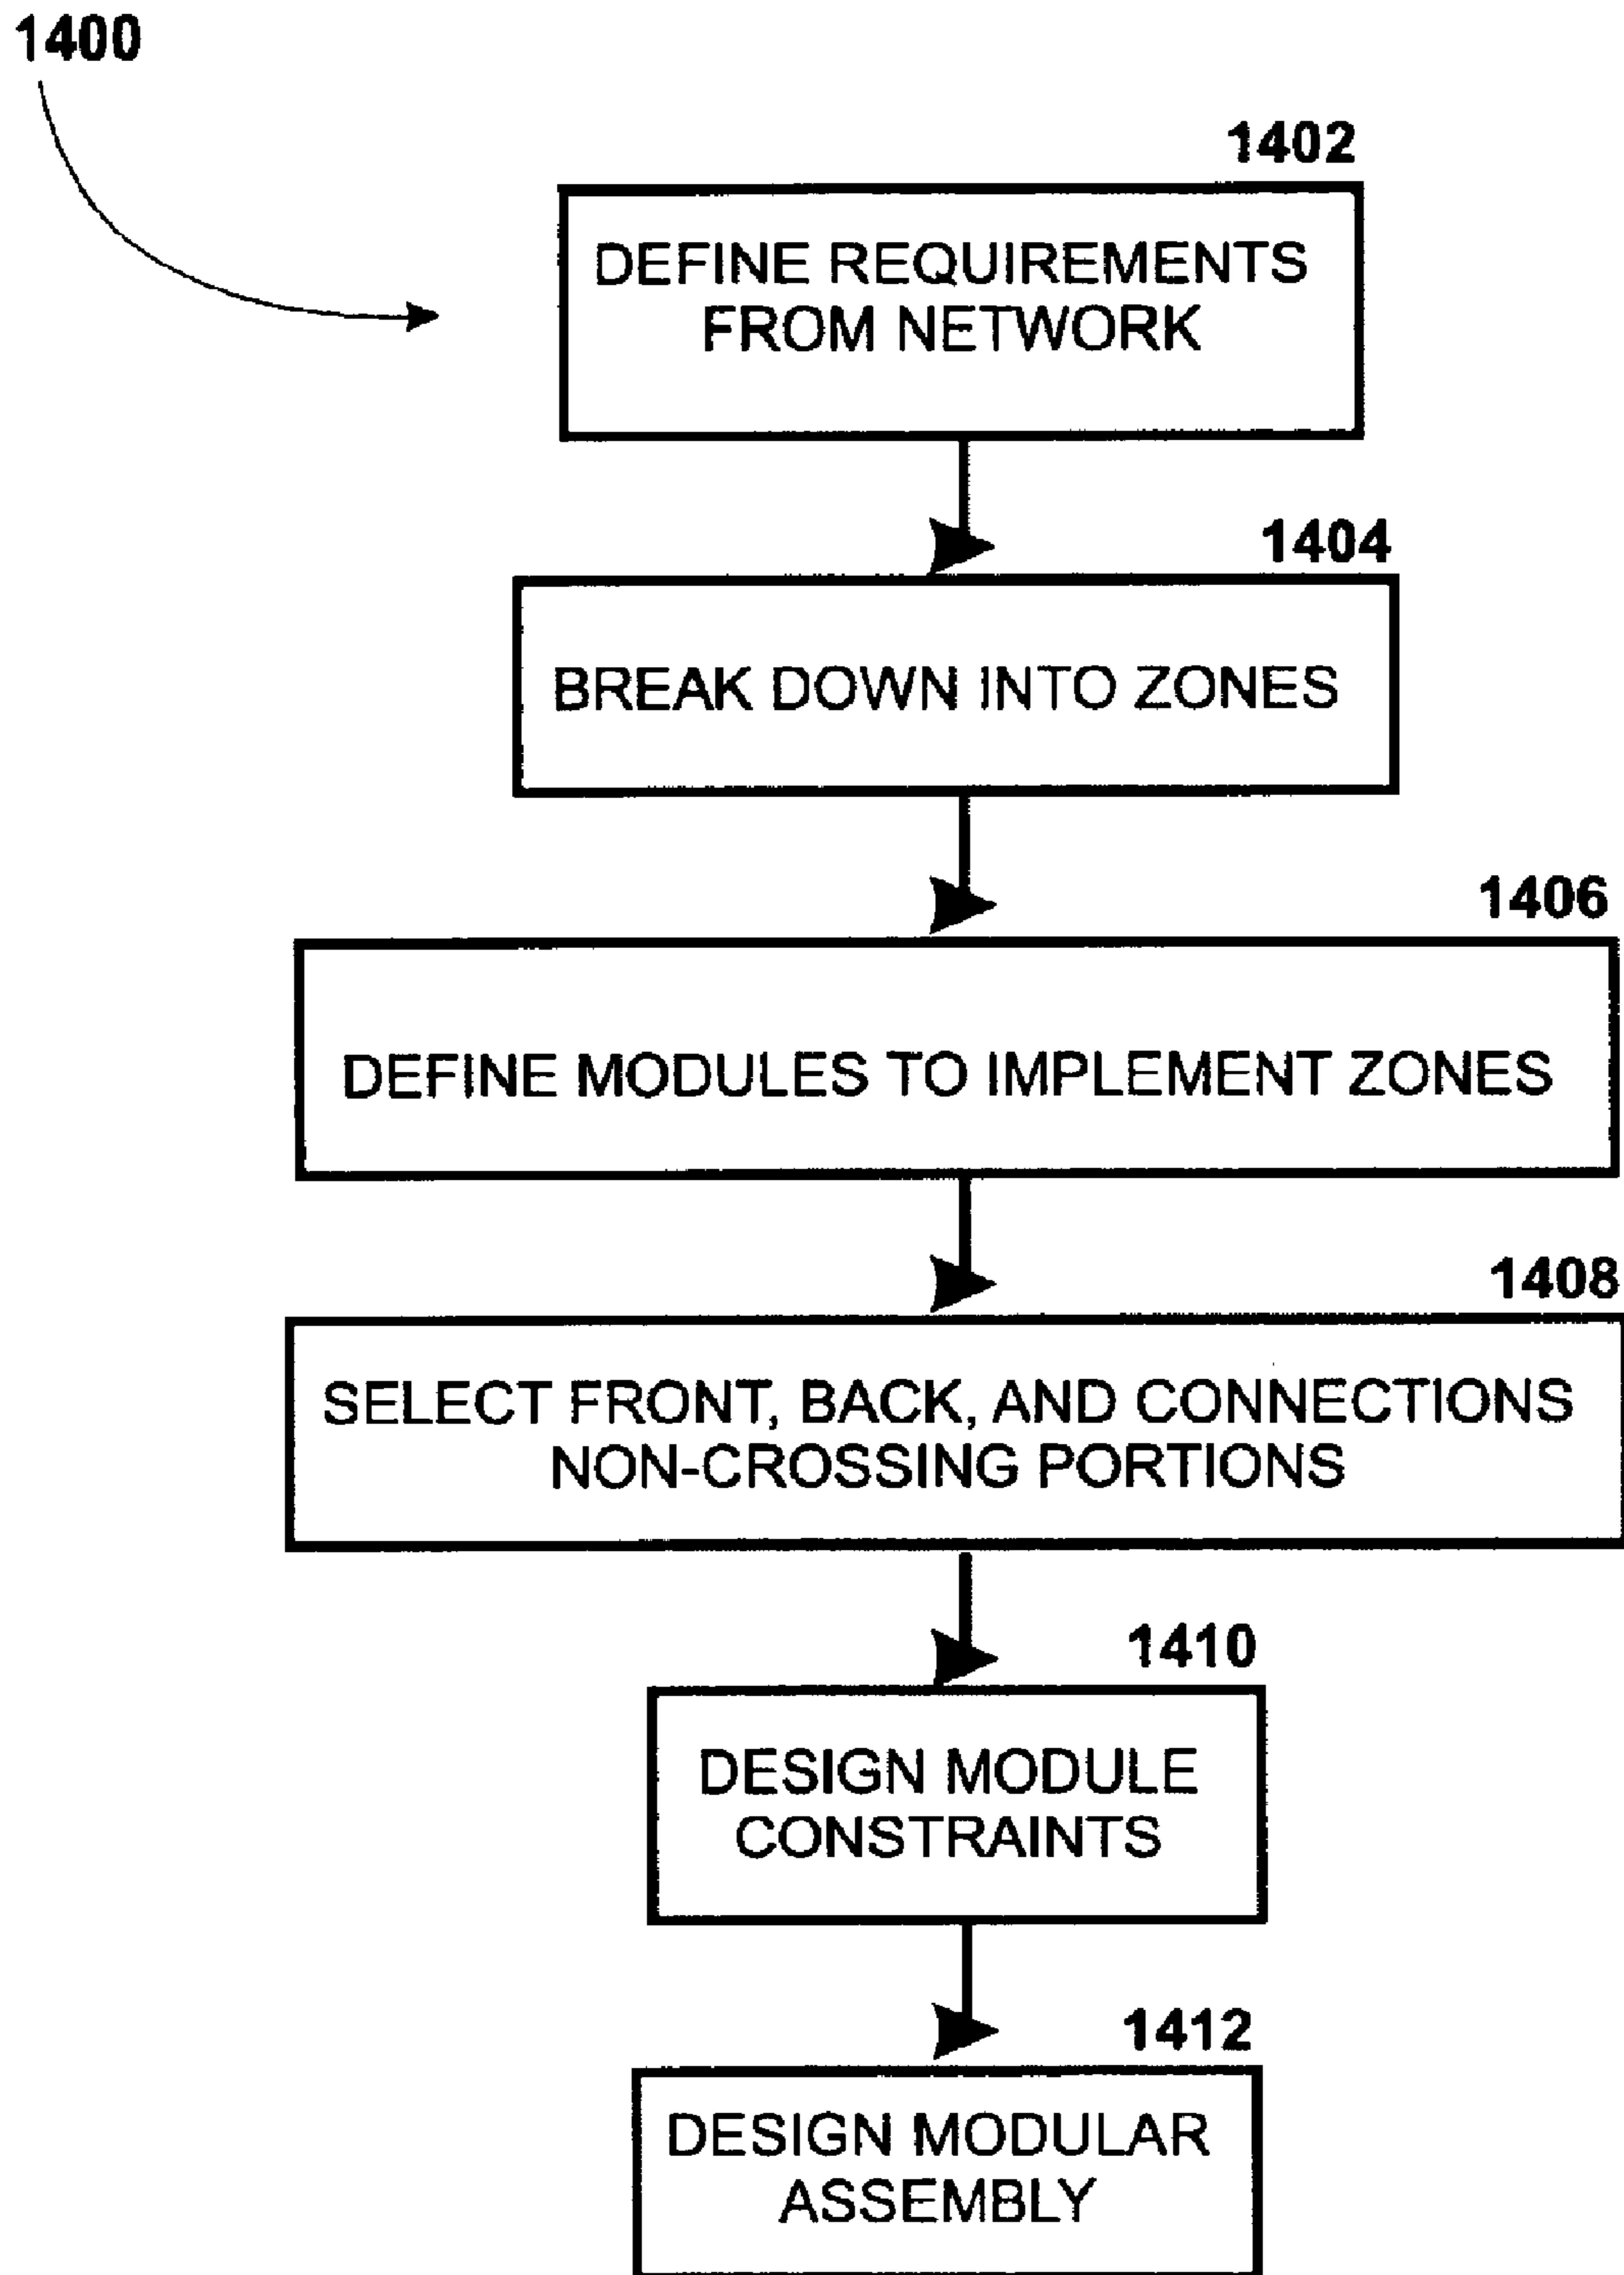 1400
1402
DEFINE REQUIREMENTS
FROM NETWORK
1404
BREAK DOWN INTO ZONES
1406
DEFINE MODULES TO IMPLEMENT ZONES
1408
SELECT FRONT, BACK, AND CONNECTIONS
NON-CROSSING PORTIONS
1410
DESIGN MODULE
CONSTRAINTS
1412
DESIGN MODULAR
ASSEMBLY